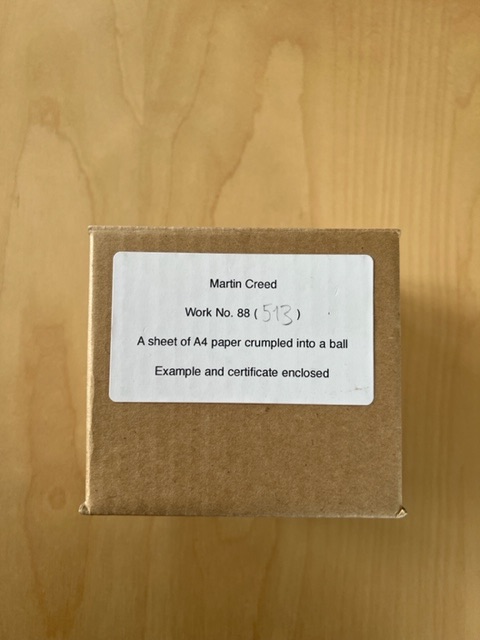 Martin Creed
Work No. 88 (513)
A sheet of A4 paper crumpled into a ball
Example and certificate enclosed